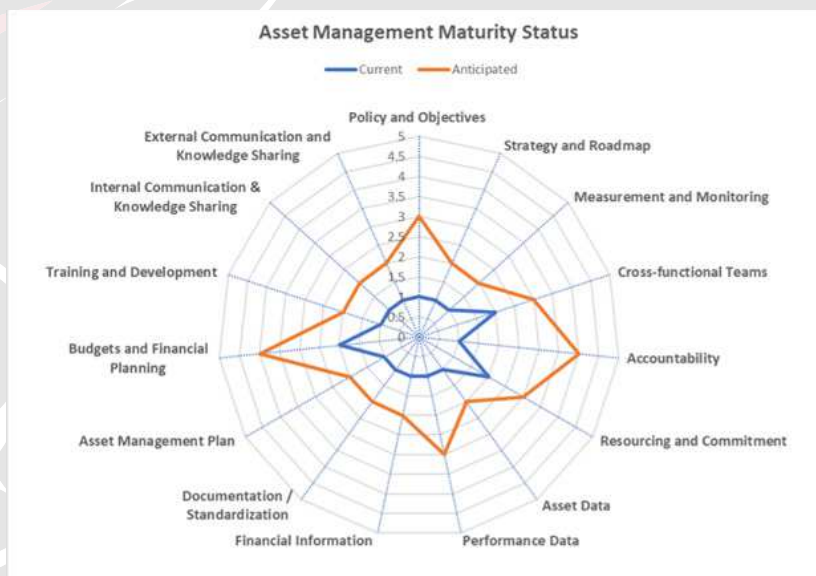 Asset Management Maturity Status
Current
Anticipated
Policy and Objectives
Strategy and Roadmap
Measurement and Monitoring
Cross-functional Teams
Accountability
Resourcing and Commitment
Asset Data
Performance Data
Financial Information
Documentation /
Standardization
Asset Management Plan
Budgets and Financial
Planning
Training and Development
Internal Communication &
Knowledge Sharing
External Communication and
Knowledge Sharing
5
4.5
4
3.5
3
2.5
2
1.5
1
0.5
0